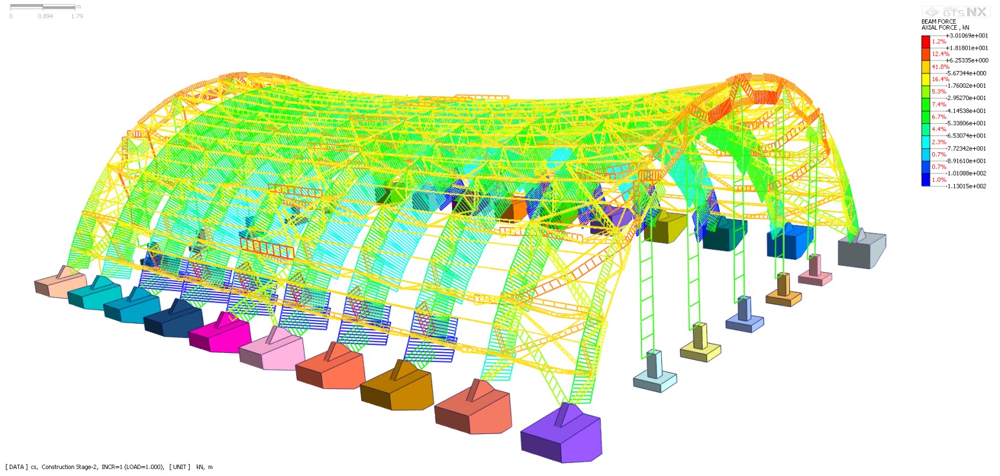 m
0 0.894 1.79
midas
GTS NX
BEAM FORCE
AXIAL FORCE , kN
+3.01069e+001
1.2%
+1.81801e+001
12.4%
+6.25335e+000
41.8%
-5.67344e+000
16.4%
-1.76002e+001
5.3%
-2.95270e+001
7.4%
-4.14538e+001
6.7%
-5.33806e+001
4.4%
-6.53074e+001
2.3%
-7.72342e+001
0.7%
-8.91610e+001
0.7%
-1.01088e+002
1.0%
-1.13015e+002
[ DATA ] cs, Construction Stage-2, INCR=1 (LOAD=1.000), [ UNIT ] kN, m